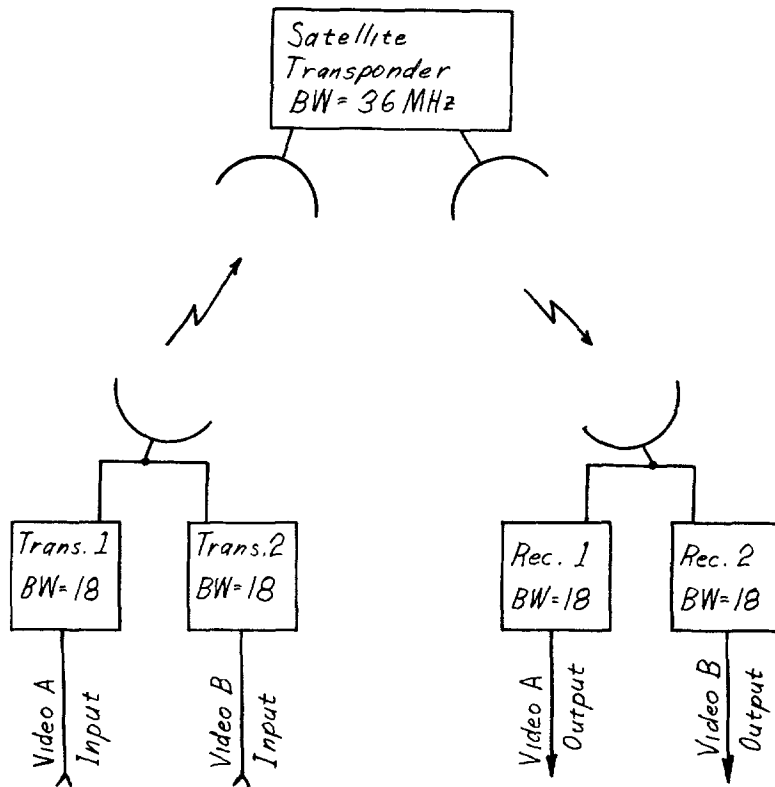 Satellite
Transponder
BW= 36 MHz
Trans. 1
BW=18
Trans. 2
BW=18
Rec. 1
BW=18
Rec. 2
BW=18
Video A
Input
Video B
Input
Video A
Output
Video B
Output